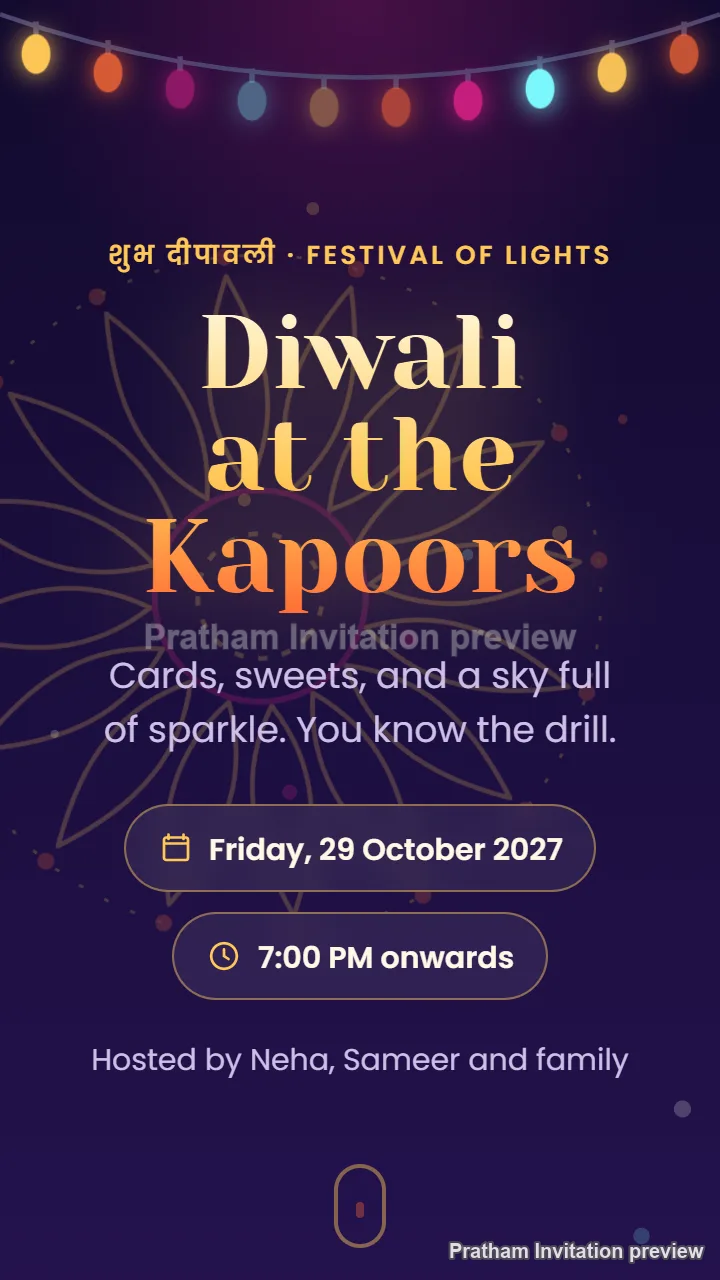 शुभ दीपावली · FESTIVAL OF LIGHTS
Diwali
at the
Kapoors
Pratham Invitation preview
Cards, sweets, and a sky full
of sparkle. You know the drill.
Friday, 29 October 2027
7:00 PM onwards
Hosted by Neha, Sameer and family
Pratham Invitation preview